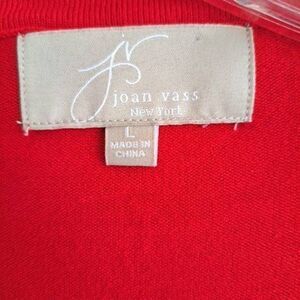 jv
joan vass
New York
L
MADE IN
CHINA